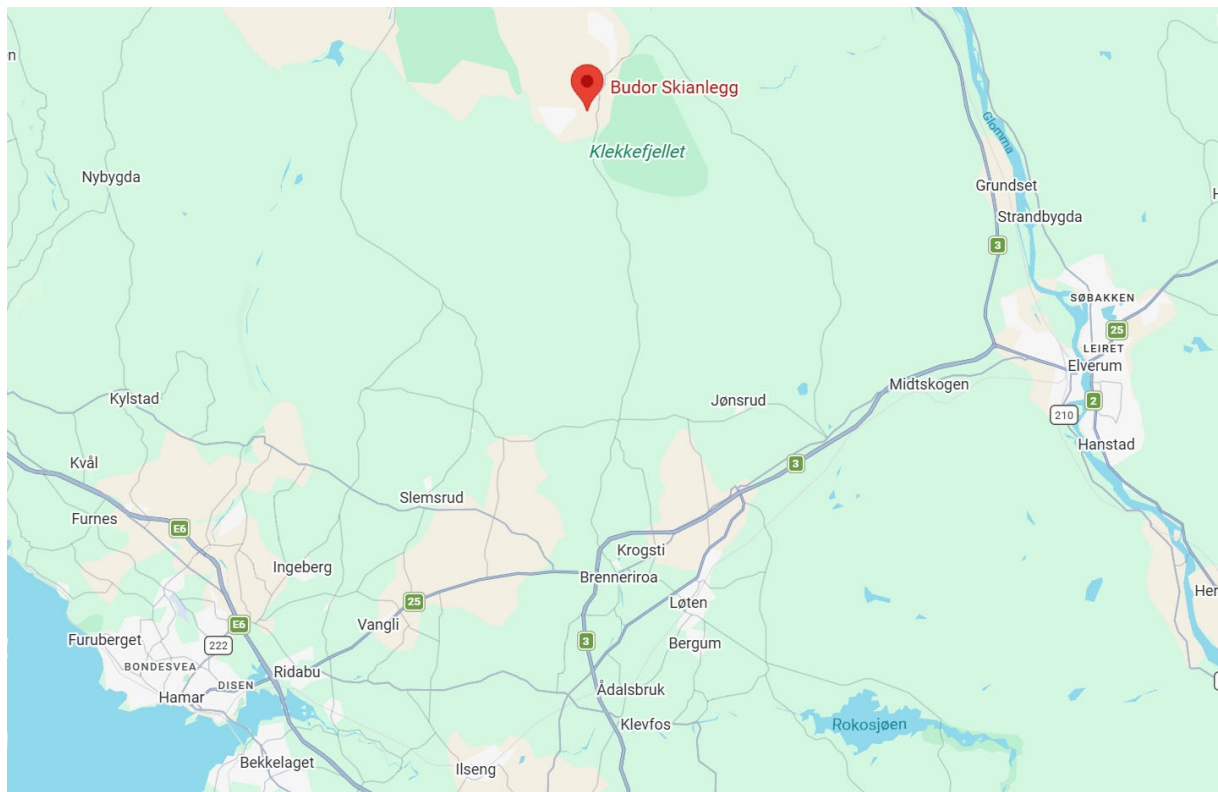 n
Budor Skianlegg
Klekkefjellet
Glomma
Nybygda
Grundset
H
Strandbygda
3
SØBAKKEN
25
LEIRET
Elverum
Midtskogen
Kylstad
Jønsrud
2
210
Hanstad
Kvål
3
Slemsrud
Furnes
E6
Krogsti
Ingeberg
Brenneriroa
25
Løten
Her
Vangli
E6
Furuberget
222
3
Bergum
BONDESVEA
Ridabu
DISEN
Hamar
Ådalsbruk
Klevfos
Rokosjøen
Bekkelaget
Ilseng